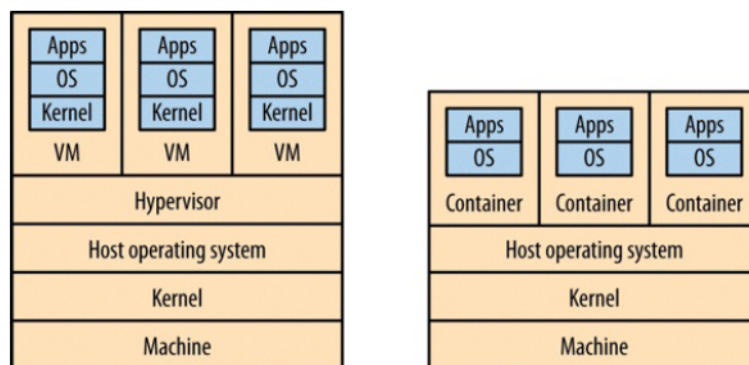 Apps Apps Apps
OS OS OS
Kernel Kernel Kernel
VM VM VM
Hypervisor
Host operating system
Kernel
Machine
Apps Apps Apps
OS OS OS
Container Container Container
Host operating system
Kernel
Machine